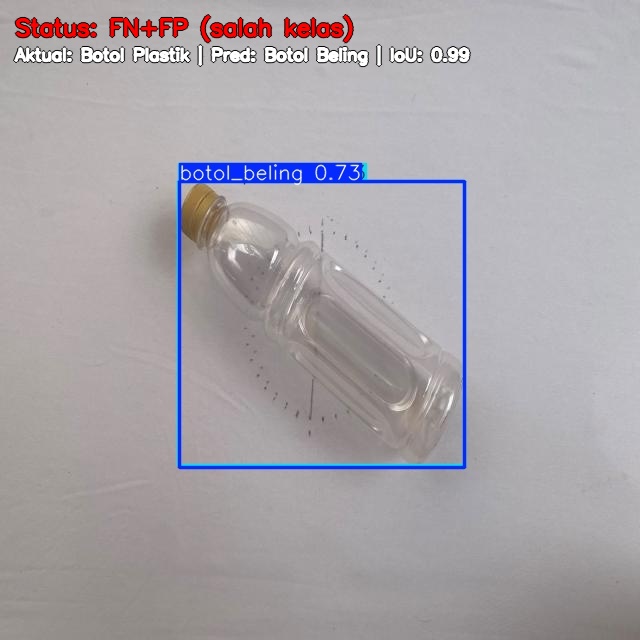 Status: FN+FP (salah kelas)
Aktual: Botol Plastik | Pred: Botol Beling | IoU: 0.99
botol_beling 0.73